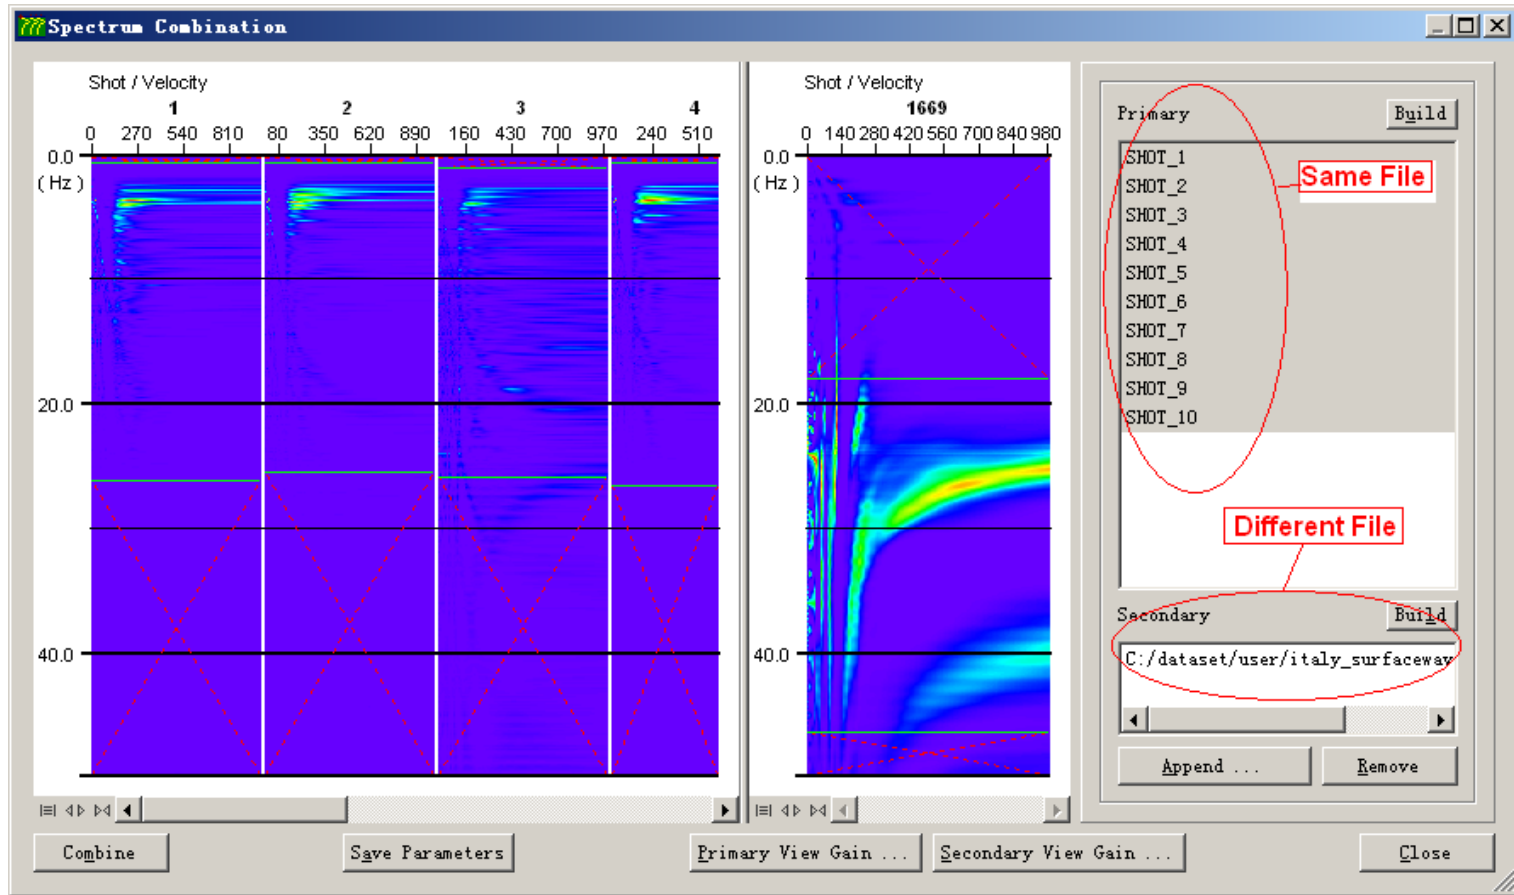 Spectrum Combination
Shot / Velocity
1 2 3 4
0 270 540 810 80 350 620 890 160 430 700 970 240 510
0.0
( Hz )
20.0
40.0
Shot / Velocity
1669
0 140 280 420 560 700 840 980
0.0
( Hz )
20.0
40.0
Primary
Build
SHOT_1
SHOT_2
SHOT_3
SHOT_4
SHOT_5
SHOT_6
SHOT_7
SHOT_8
SHOT_9
SHOT_10
Same File
Different File
Secondary
Build
C:/dataset/user/italy_surfacewav
Append ...
Remove
Combine
Save Parameters
Primary View Gain ...
Secondary View Gain ...
Close